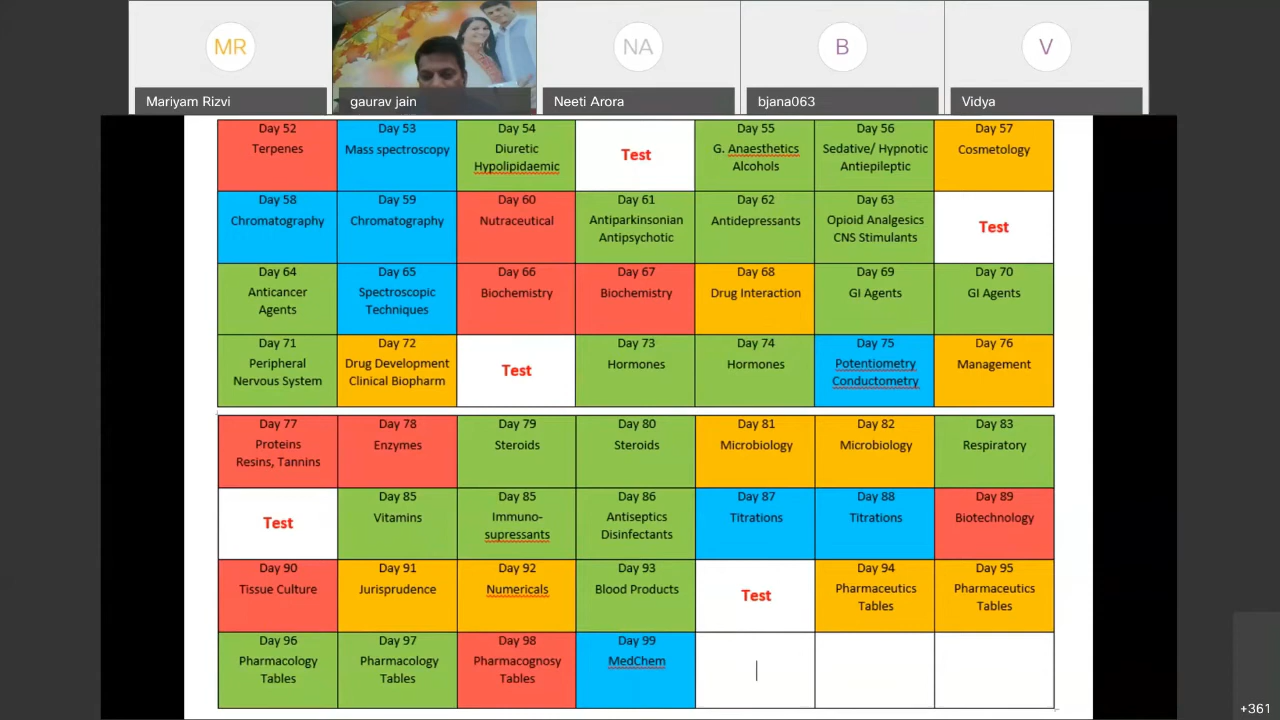 MR
NA
B
V
Mariyam Rizvi
gaurav jain
Neeti Arora
bjana063
Vidya
Day 52
Terpenes
Day 53
Mass spectroscopy
Day 54
Diuretic
Hypolipidaemic
Test
Day 55
G. Anaesthetics
Alcohols
Day 56
Sedative/ Hypnotic
Antiepileptic
Day 57
Cosmetology
Day 58
Chromatography
Day 59
Chromatography
Day 60
Nutraceutical
Day 61
Antiparkinsonian
Antipsychotic
Day 62
Antidepressants
Day 63
Opioid Analgesics
CNS Stimulants
Test
Day 64
Anticancer
Agents
Day 65
Spectroscopic
Techniques
Day 66
Biochemistry
Day 67
Biochemistry
Day 68
Drug Interaction
Day 69
GI Agents
Day 70
GI Agents
Day 71
Peripheral
Nervous System
Day 72
Drug Development
Clinical Biopharm
Test
Day 73
Hormones
Day 74
Hormones
Day 75
Potentiometry
Conductometry
Day 76
Management
Day 77
Proteins
Resins, Tannins
Day 78
Enzymes
Day 79
Steroids
Day 80
Steroids
Day 81
Microbiology
Day 82
Microbiology
Day 83
Respiratory
Test
Day 85
Vitamins
Day 85
Immuno-
supressants
Day 86
Antiseptics
Disinfectants
Day 87
Titrations
Day 88
Titrations
Day 89
Biotechnology
Day 90
Tissue Culture
Day 91
Jurisprudence
Day 92
Numericals
Day 93
Blood Products
Test
Day 94
Pharmaceutics
Tables
Day 95
Pharmaceutics
Tables
Day 96
Pharmacology
Tables
Day 97
Pharmacology
Tables
Day 98
Pharmacognosy
Tables
Day 99
MedChem
+361